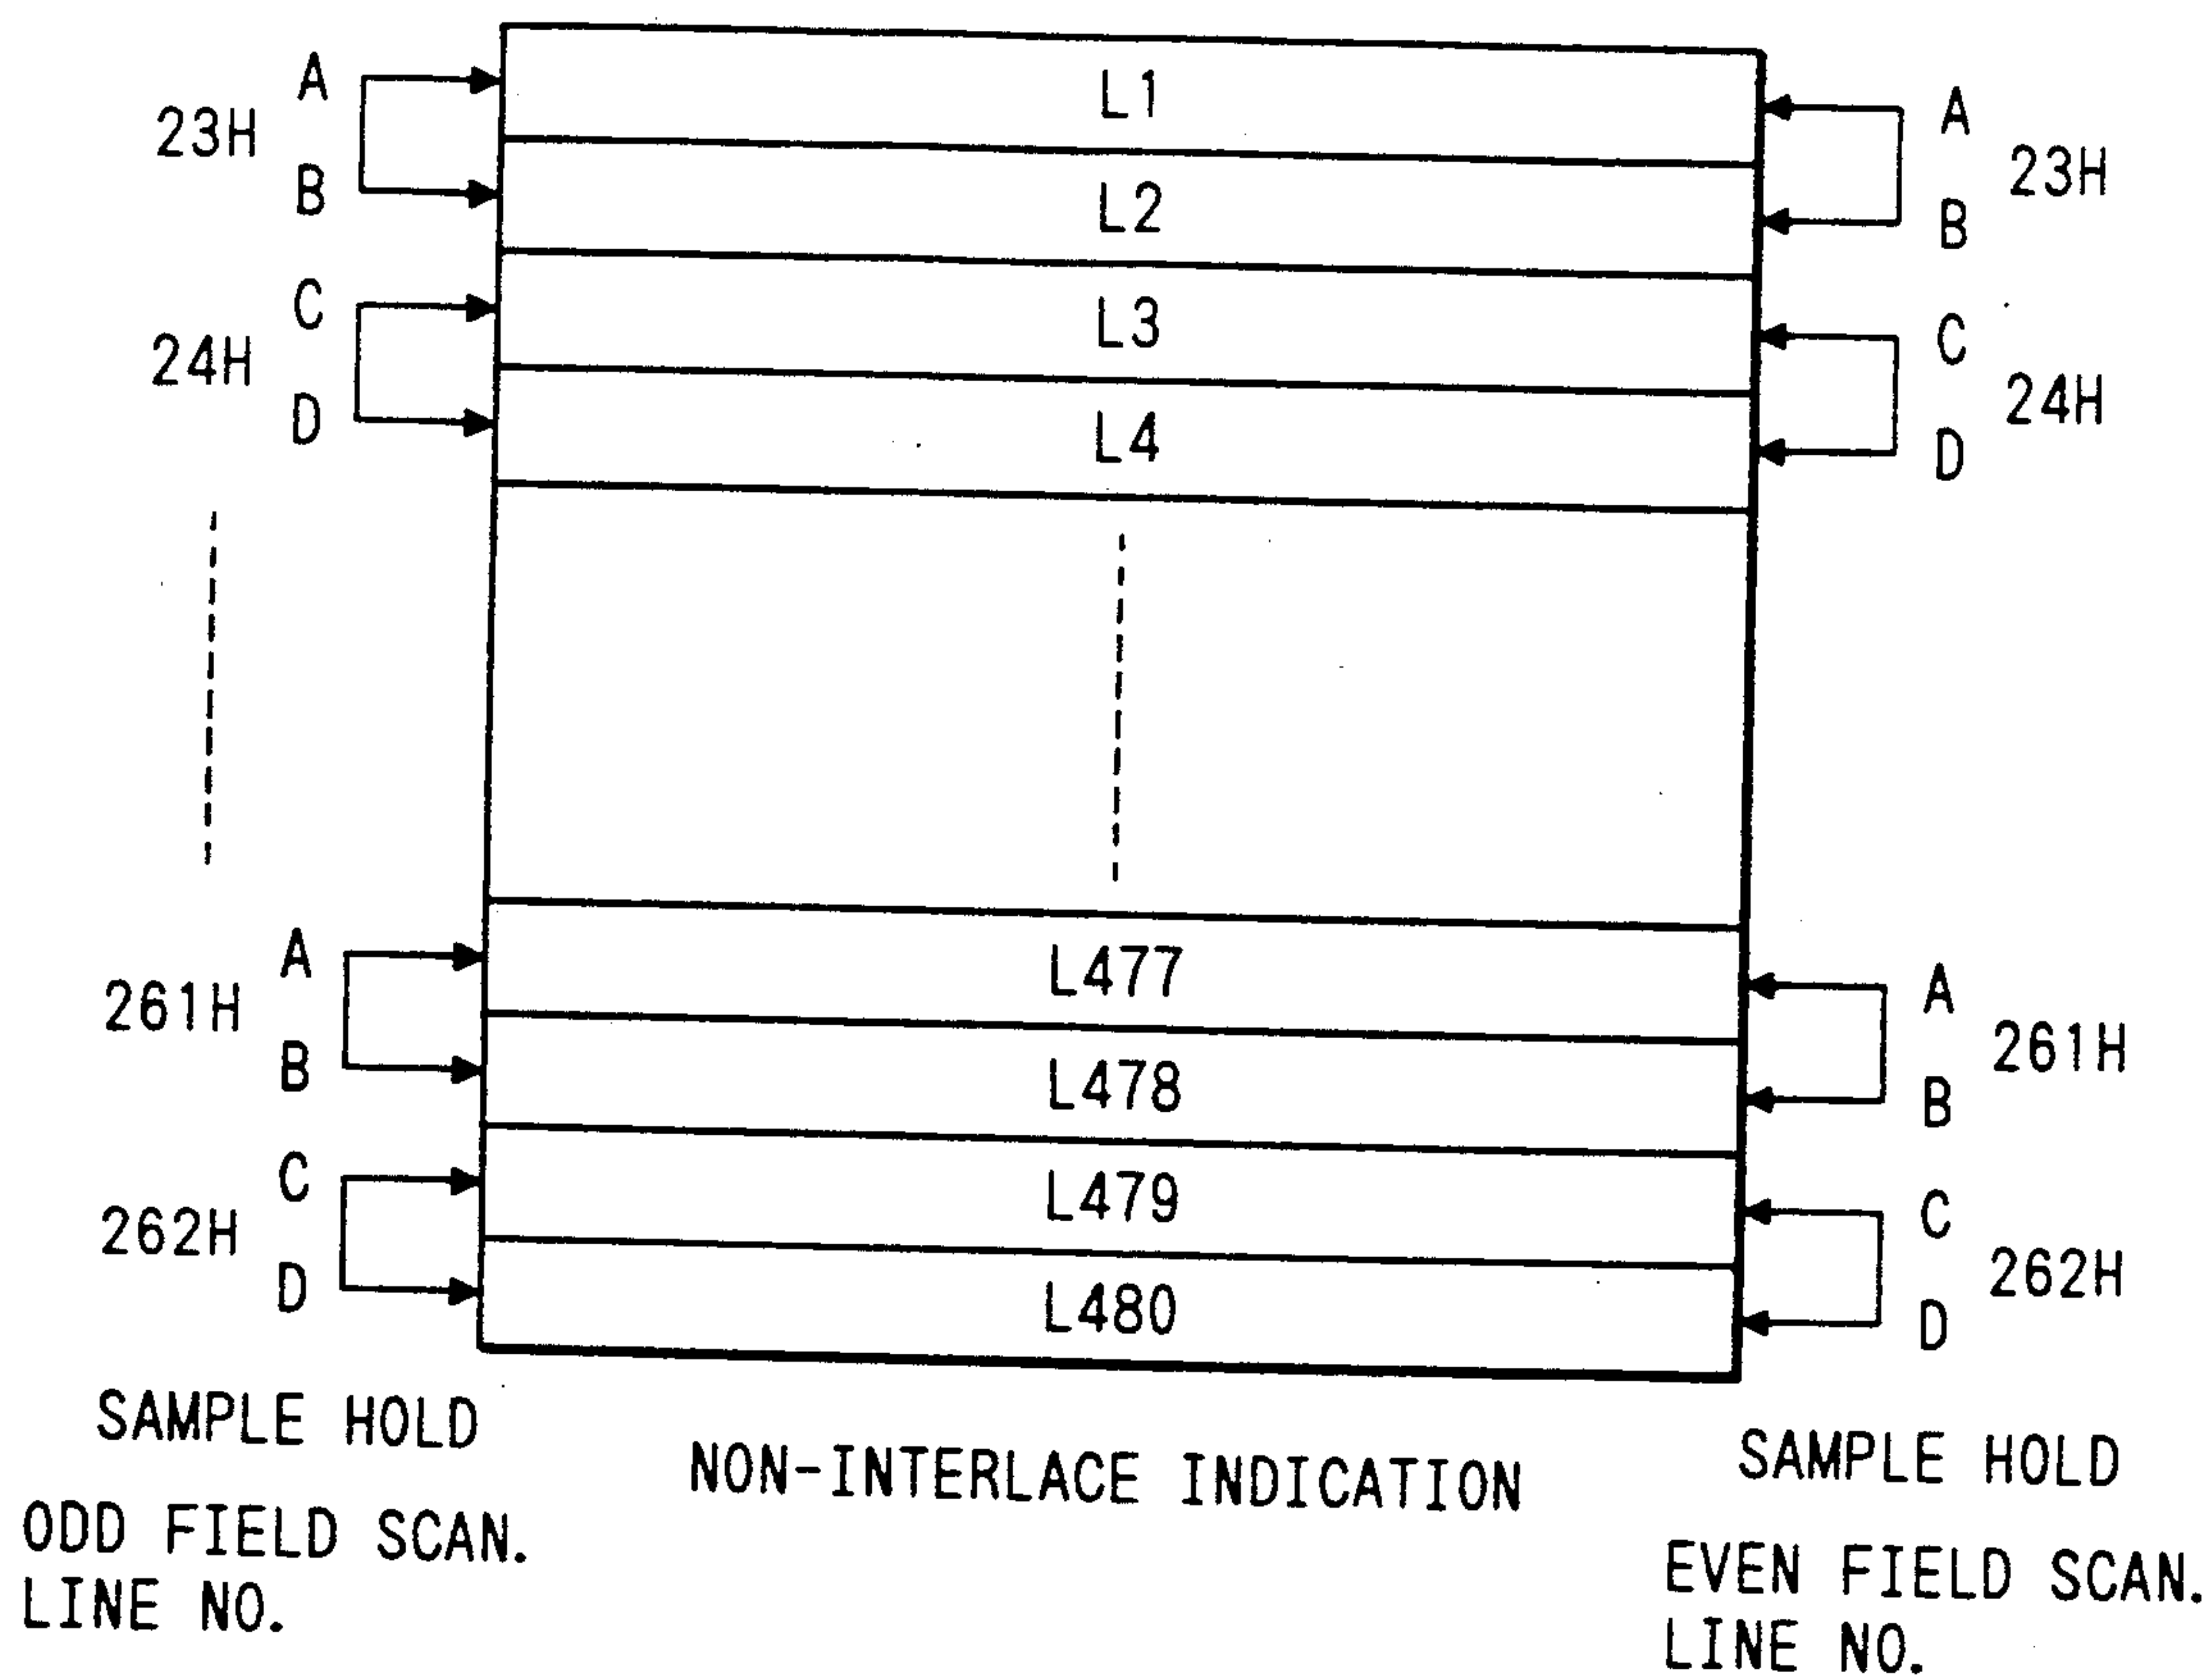 A
23H
B
C
24H
D
L1
L2
L3
L4
A
23H
B
C
24H
D
A
261H
B
C
262H
D
L477
L478
L479
L480
A
261H
B
C
262H
D
SAMPLE HOLD
ODD FIELD SCAN.
LINE NO.
NON-INTERLACE INDICATION
SAMPLE HOLD
EVEN FIELD SCAN.
LINE NO.